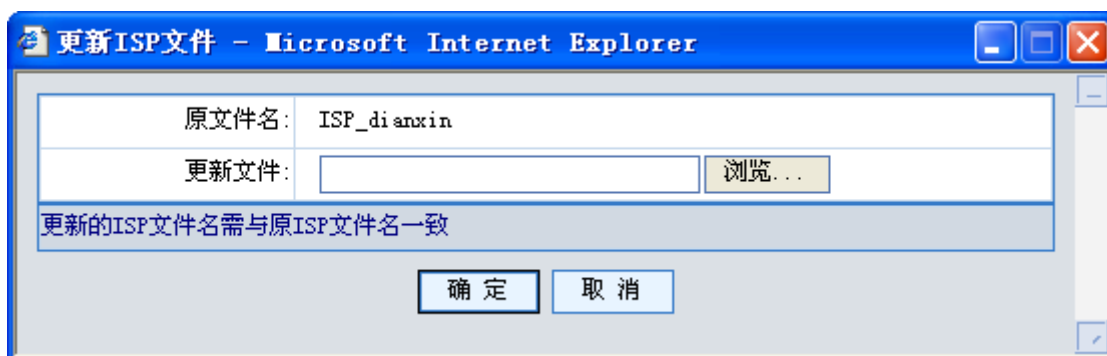 更新ISP文件 - Microsoft Internet Explorer
原文件名: ISP_dianxin
更新文件: 浏览...
更新的ISP文件名需与原ISP文件名一致
确 定 取 消